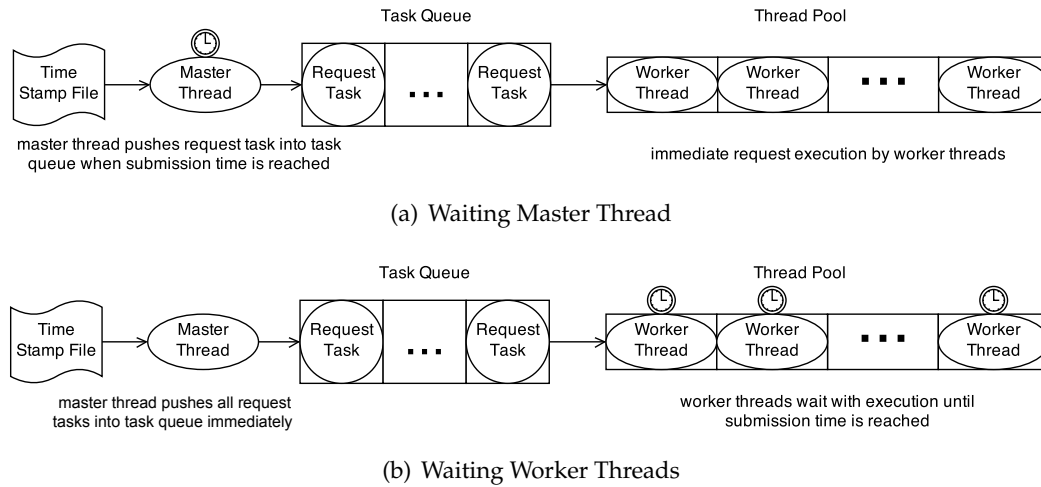 Task Queue
Thread Pool
Time
Stamp File
Master
Thread
Request
Task
...
Request
Task
Worker
Thread
Worker
Thread
...
Worker
Thread
master thread pushes request task into task
queue when submission time is reached
immediate request execution by worker threads
(a) Waiting Master Thread
Task Queue
Thread Pool
Time
Stamp File
Master
Thread
Request
Task
...
Request
Task
Worker
Thread
Worker
Thread
...
Worker
Thread
master thread pushes all request
tasks into task queue immediately
worker threads wait with execution until
submission time is reached
(b) Waiting Worker Threads